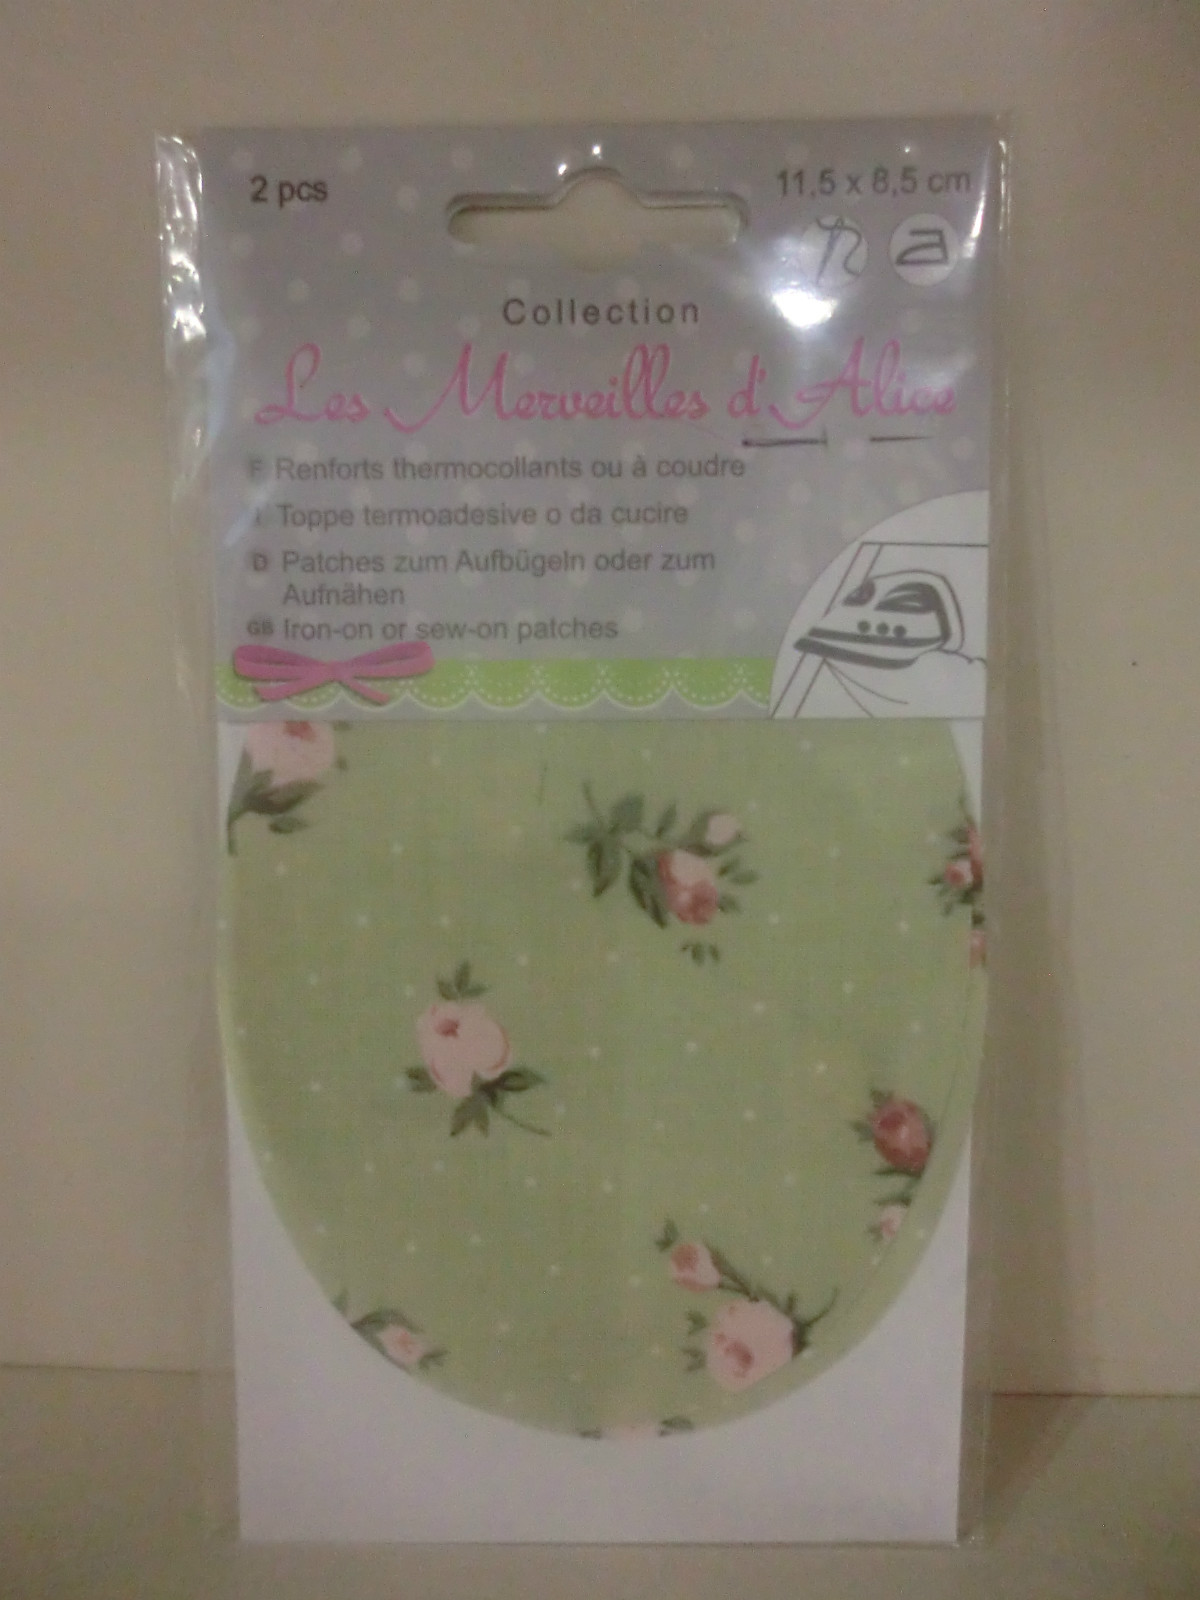 2 pcs
11,5 x 8,5 cm
Collection
Les Merveilles d'Alice
F Renforts thermocollants ou à coudre
I Toppe termoadesive o da cucire
D Patches zum Aufbügeln oder zum
Aufnähen
GB Iron-on or sew-on patches